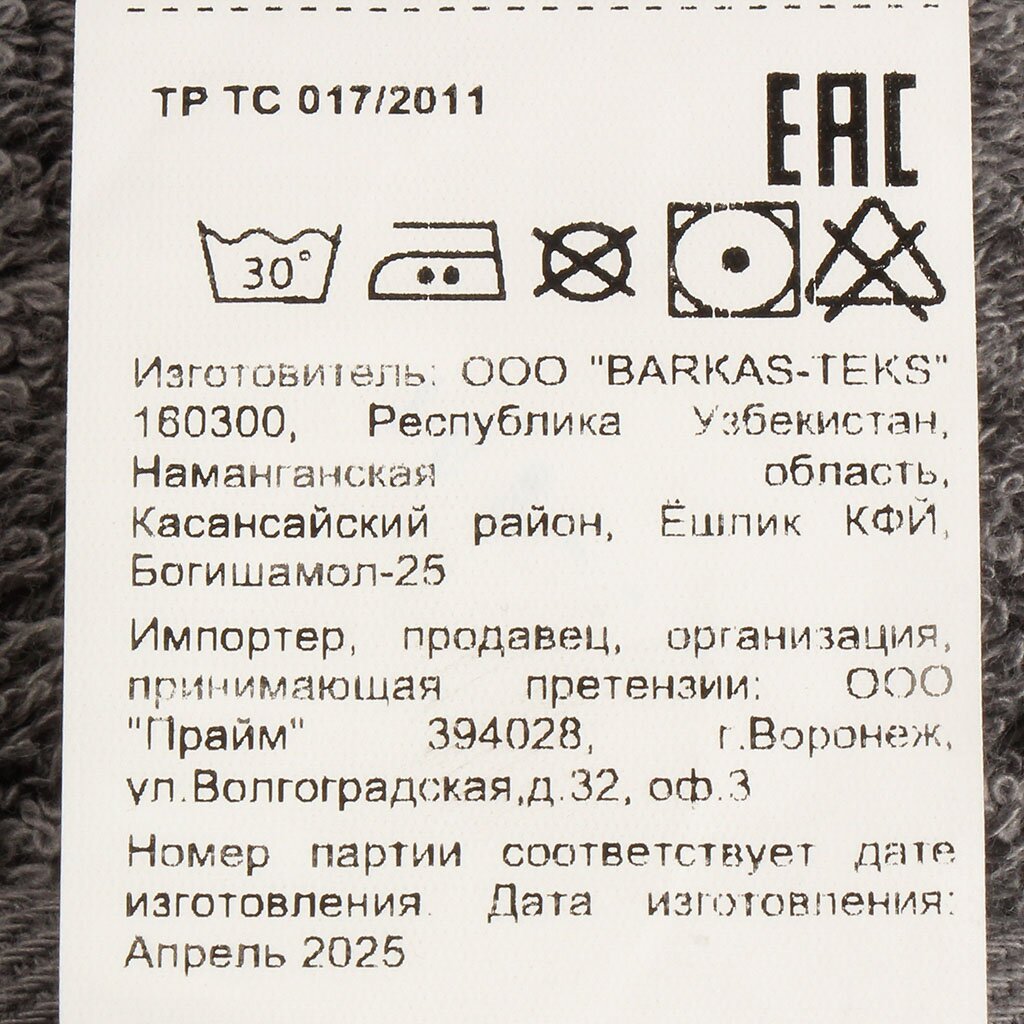 ТР ТС 017/2011
EAC
30°
Изготовитель: ООО "BARKAS-TEKS"
160300, Республика Узбекистан,
Наманганская область,
Касансайский район, Ёшлик КФЙ,
Богишамол-25
Импортер, продавец, организация,
принимающая претензии: ООО
"Прайм" 394028, г.Воронеж,
ул.Волгоградская,д.32, оф.3
Номер партии соответствует дате
изготовления. Дата изготовления:
Апрель 2025